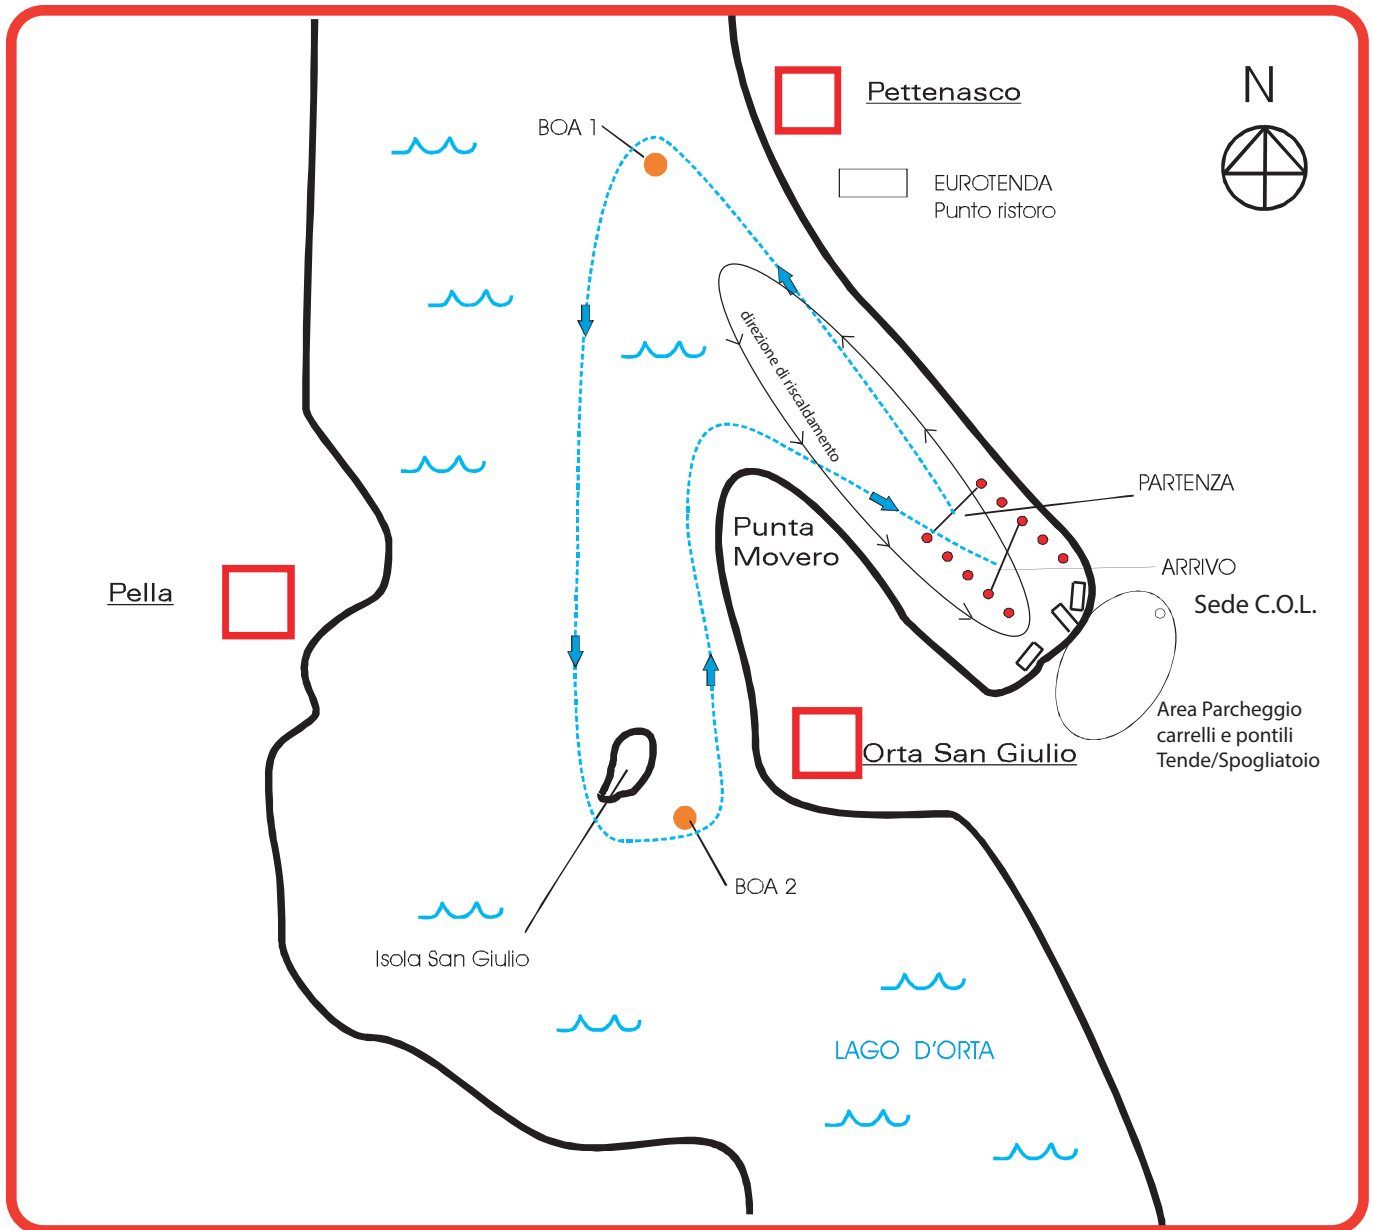 N
Pettenasco
BOA 1
EUROTENDA
Punto ristoro
direzione di riscaldamento
PARTENZA
Punta
Movero
ARRIVO
Pella
Sede C.O.L.
Area Parcheggio
carrelli e pontili
Tende/Spogliatoio
Orta San Giulio
BOA 2
Isola San Giulio
LAGO D'ORTA